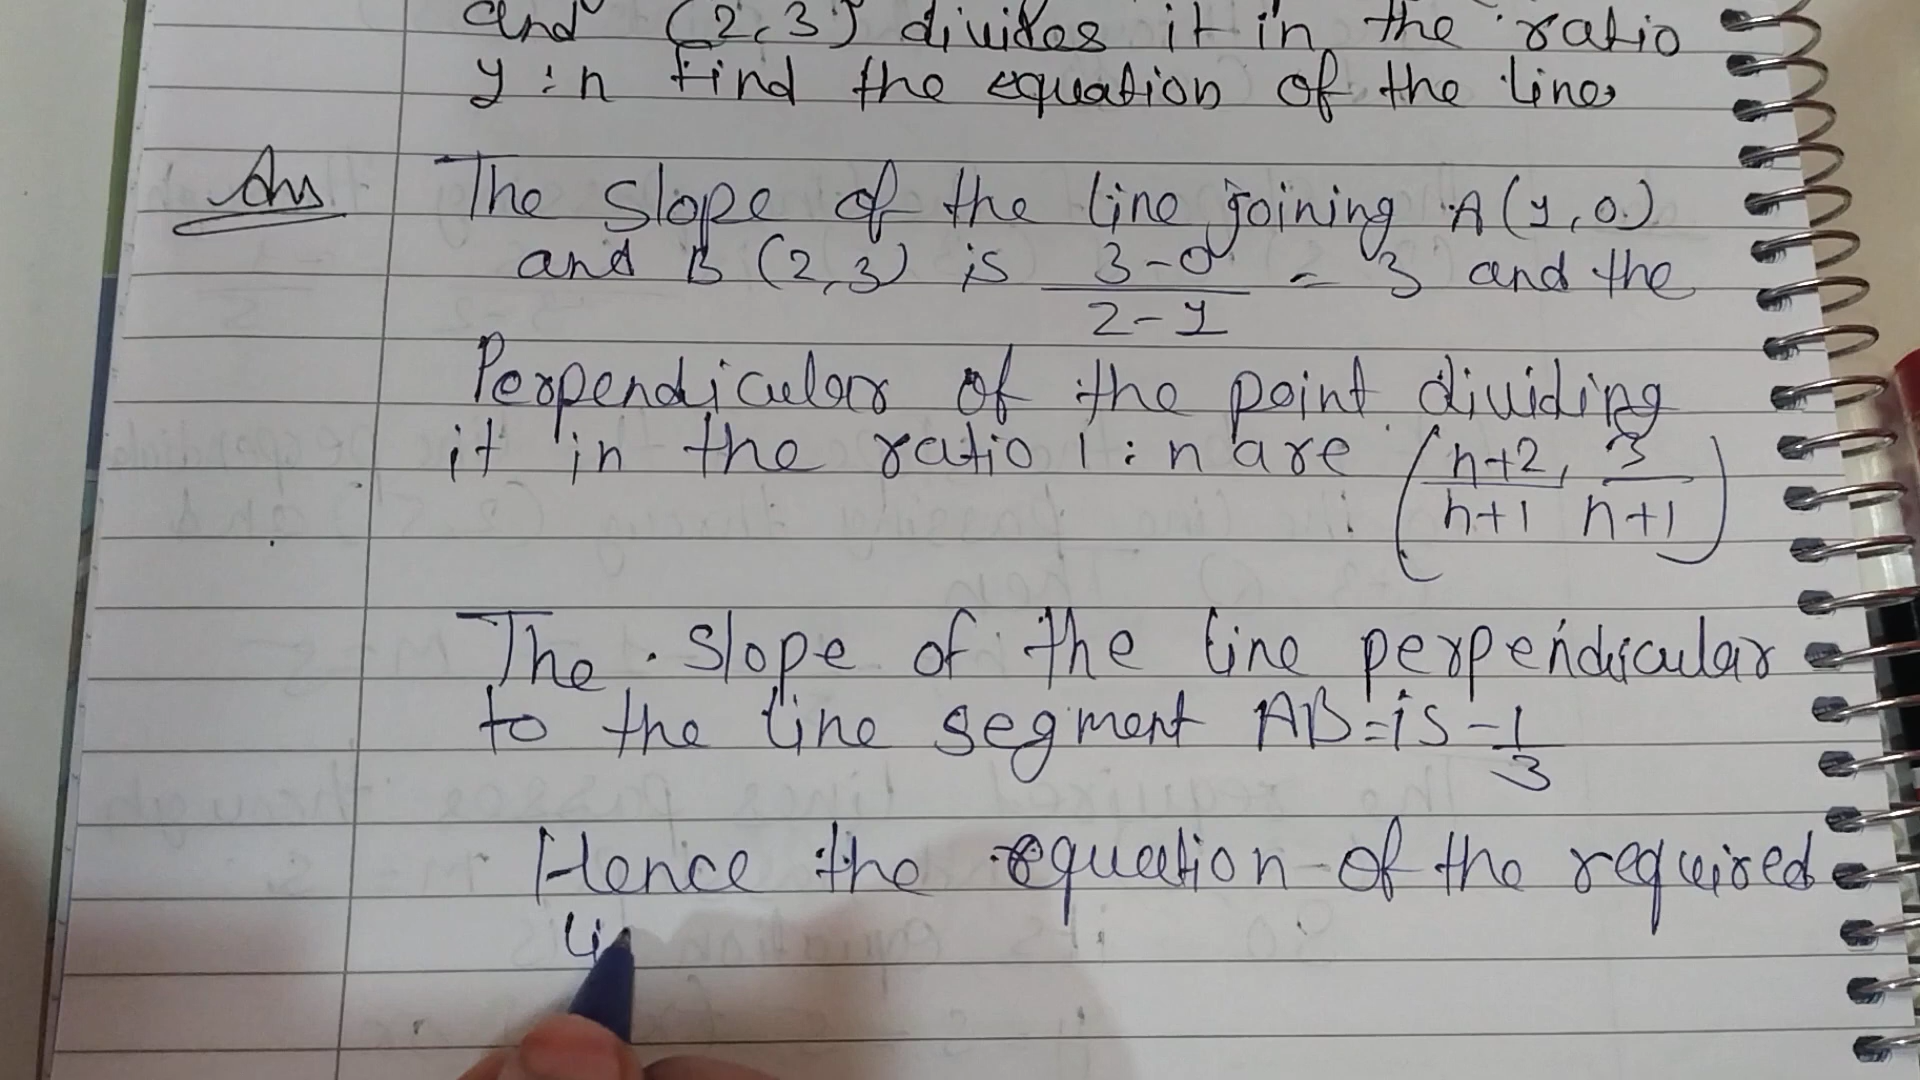 and (2,3) divides it in the ratio
y:n find the equation of the line
Ans The slope of the line joining A(1,0)
and B(2,3) is 3-0/2-1 = 3 and the
Perpendicular of the point dividing
it in the ratio 1:n are (n+2/n+1, 3/n+1)
The slope of the line perpendicular
to the line segment AB=is -1/3
Hence the equation of the required
Li